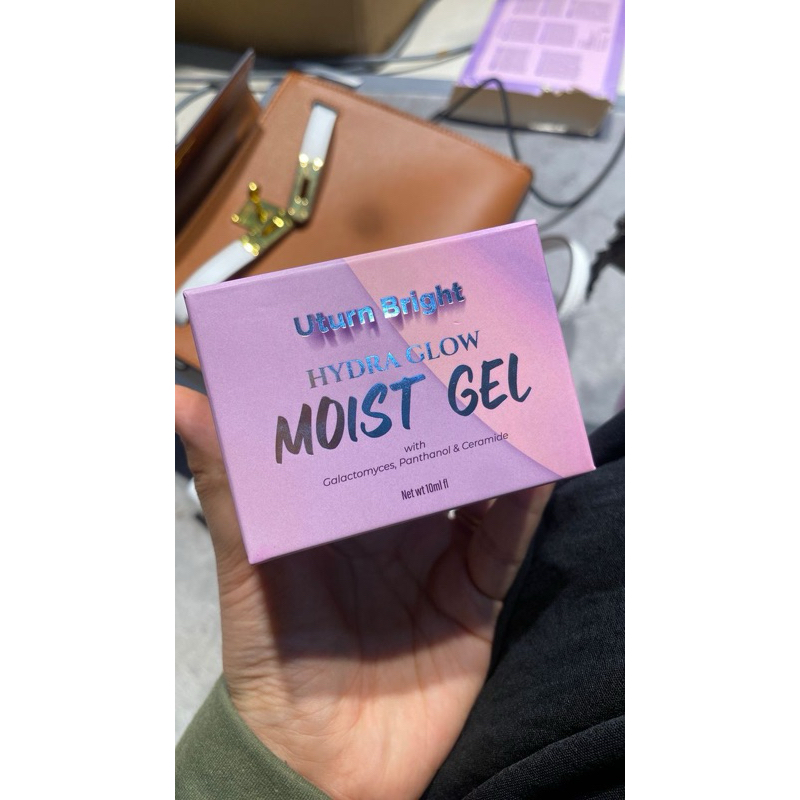 Uturn Bright
HYDRA GLOW
MOIST GEL
with
Galactomyces, Panthanol & Ceramide
Net wt 10ml fl